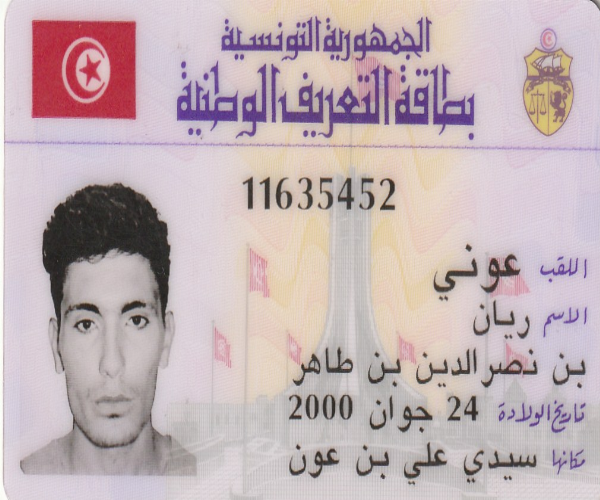 الجمهورية التونسية
بطاقة التعريف الوطنية
11635452
اللقب عوني
الاسم ريان
بن نصرالدين بن طاهر
تاريخ الولادة 24 جوان 2000
مكانها سيدي علي بن عون